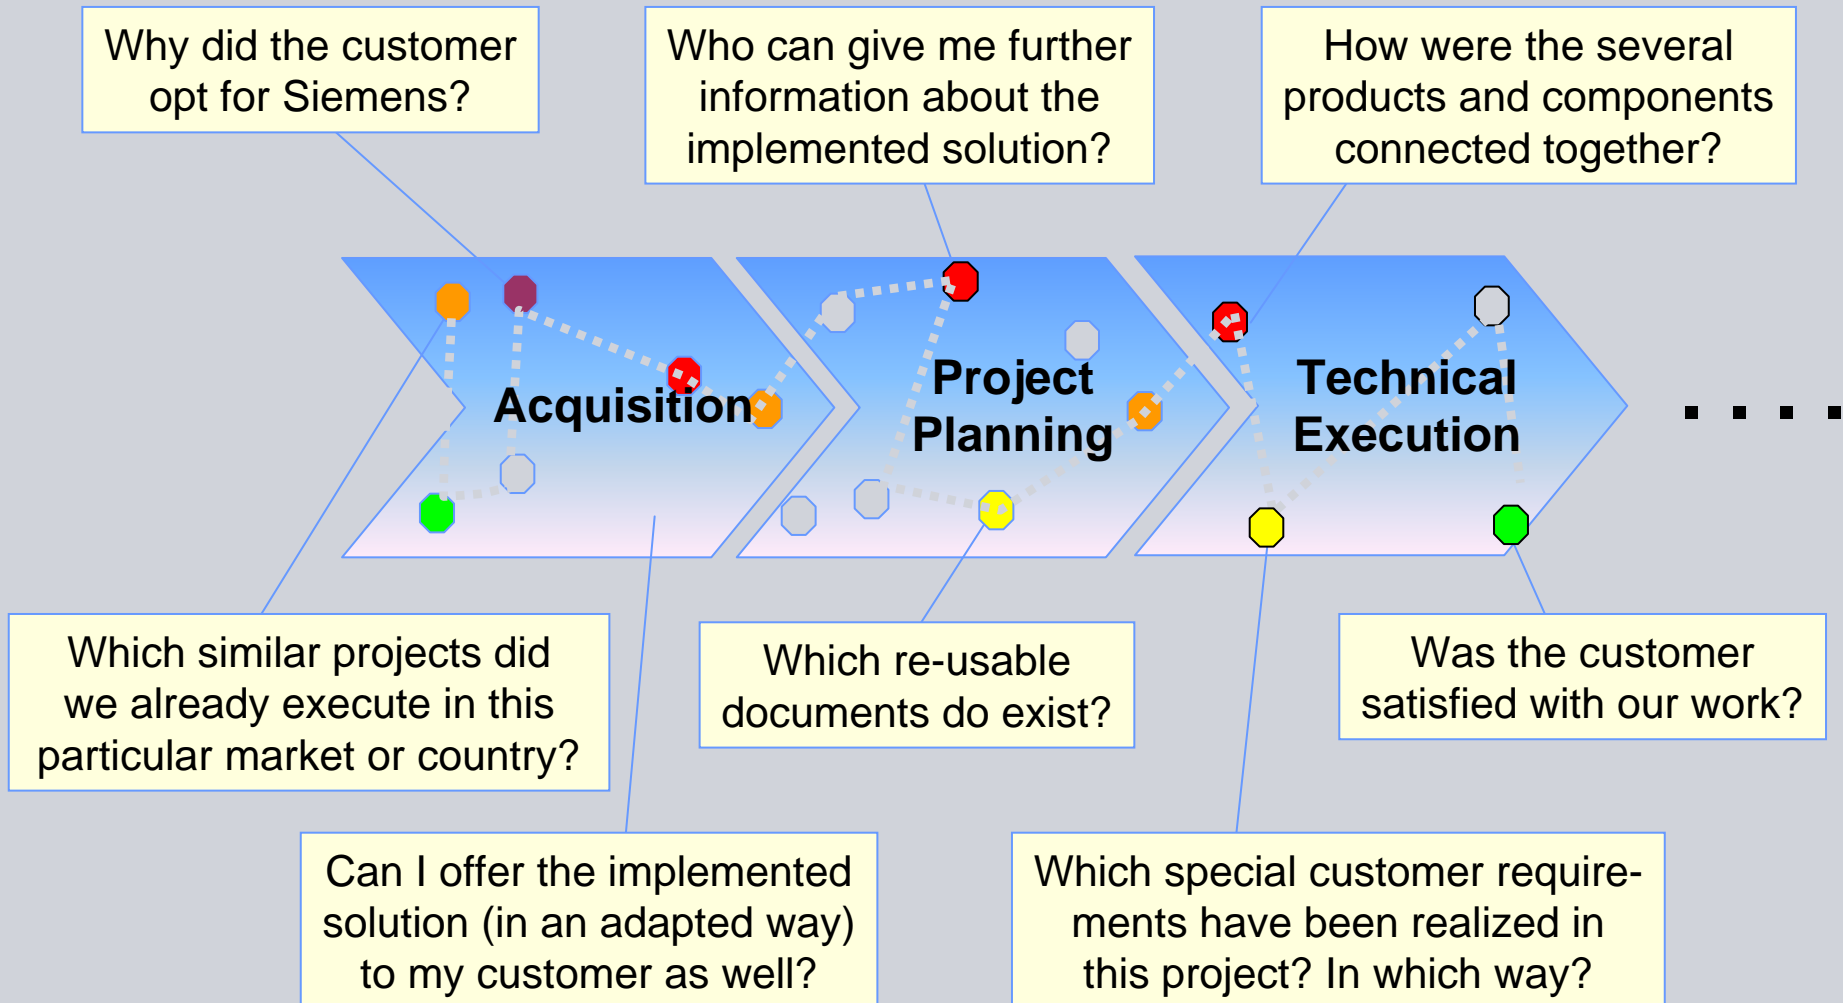 Why did the customer
opt for Siemens?
Who can give me further
information about the
implemented solution?
How were the several
products and components
connected together?
Acquisition
Project
Planning
Technical
Execution
Which similar projects did
we already execute in this
particular market or country?
Which re-usable
documents do exist?
Was the customer
satisfied with our work?
Can I offer the implemented
solution (in an adapted way)
to my customer as well?
Which special customer require-
ments have been realized in
this project? In which way?